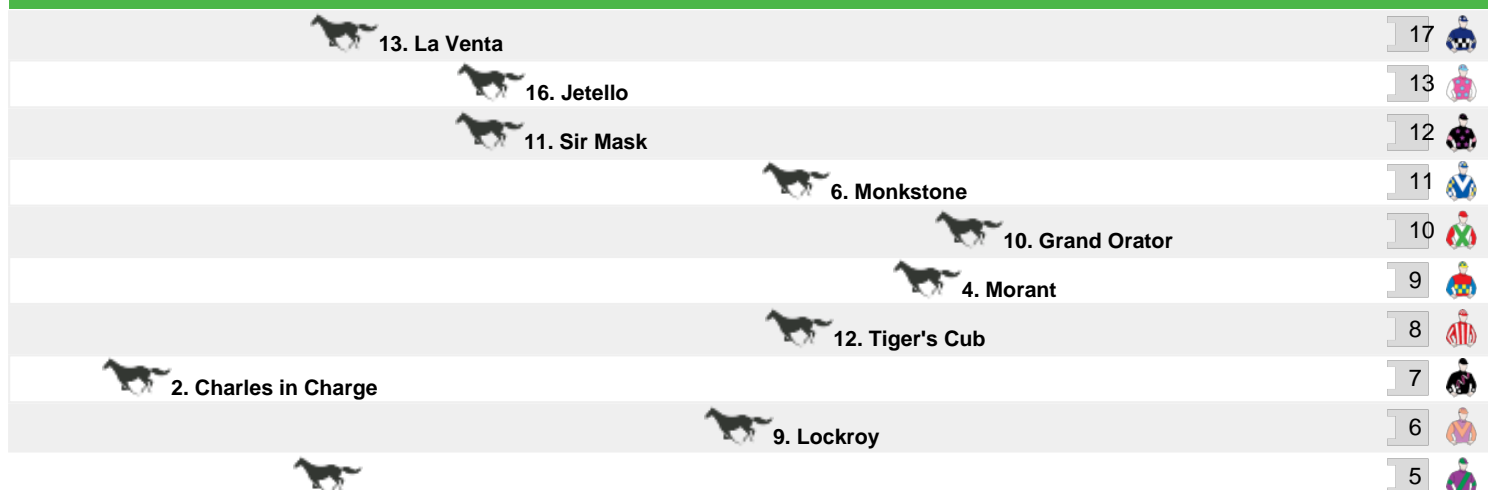 13. La Venta 17
16. Jetello 13
11. Sir Mask 12
6. Monkstone 11
10. Grand Orator 10
4. Morant 9
12. Tiger's Cub 8
2. Charles in Charge 7
9. Lockroy 6
5